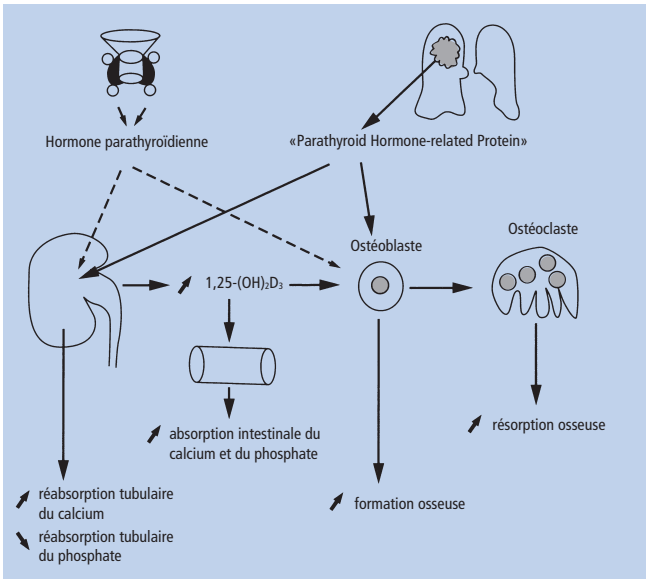 Hormone parathyroïdienne
«Parathyroid Hormone-related Protein»
Ostéoblaste
Ostéoclaste
1,25-(OH)₂D₃
absorption intestinale du
calcium et du phosphate
résorption osseuse
formation osseuse
réabsorption tubulaire
du calcium
réabsorption tubulaire
du phosphate